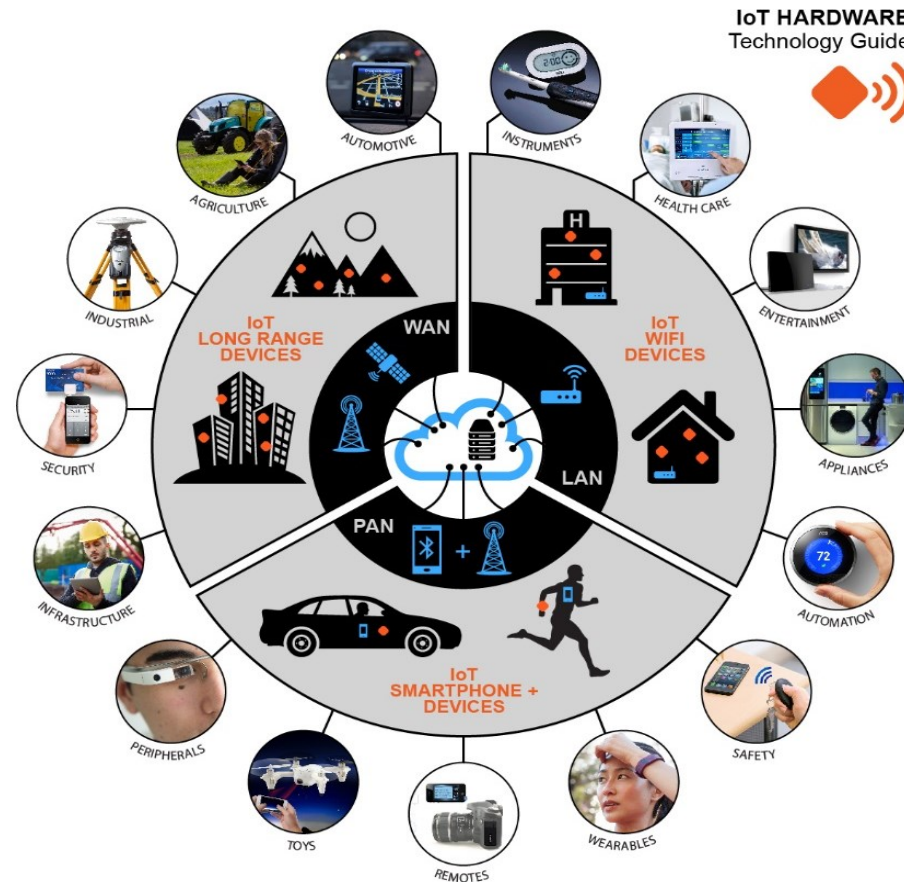 IoT HARDWARE
Technology Guide
AUTOMOTIVE
INSTRUMENTS
AGRICULTURE
HEALTH CARE
INDUSTRIAL
ENTERTAINMENT
SECURITY
APPLIANCES
INFRASTRUCTURE
AUTOMATION
PERIPHERALS
SAFETY
TOYS
WEARABLES
REMOTES
H
WAN
IoT
LONG RANGE
DEVICES
IoT
WIFI
DEVICES
LAN
PAN
+
IoT
SMARTPHONE +
DEVICES
72